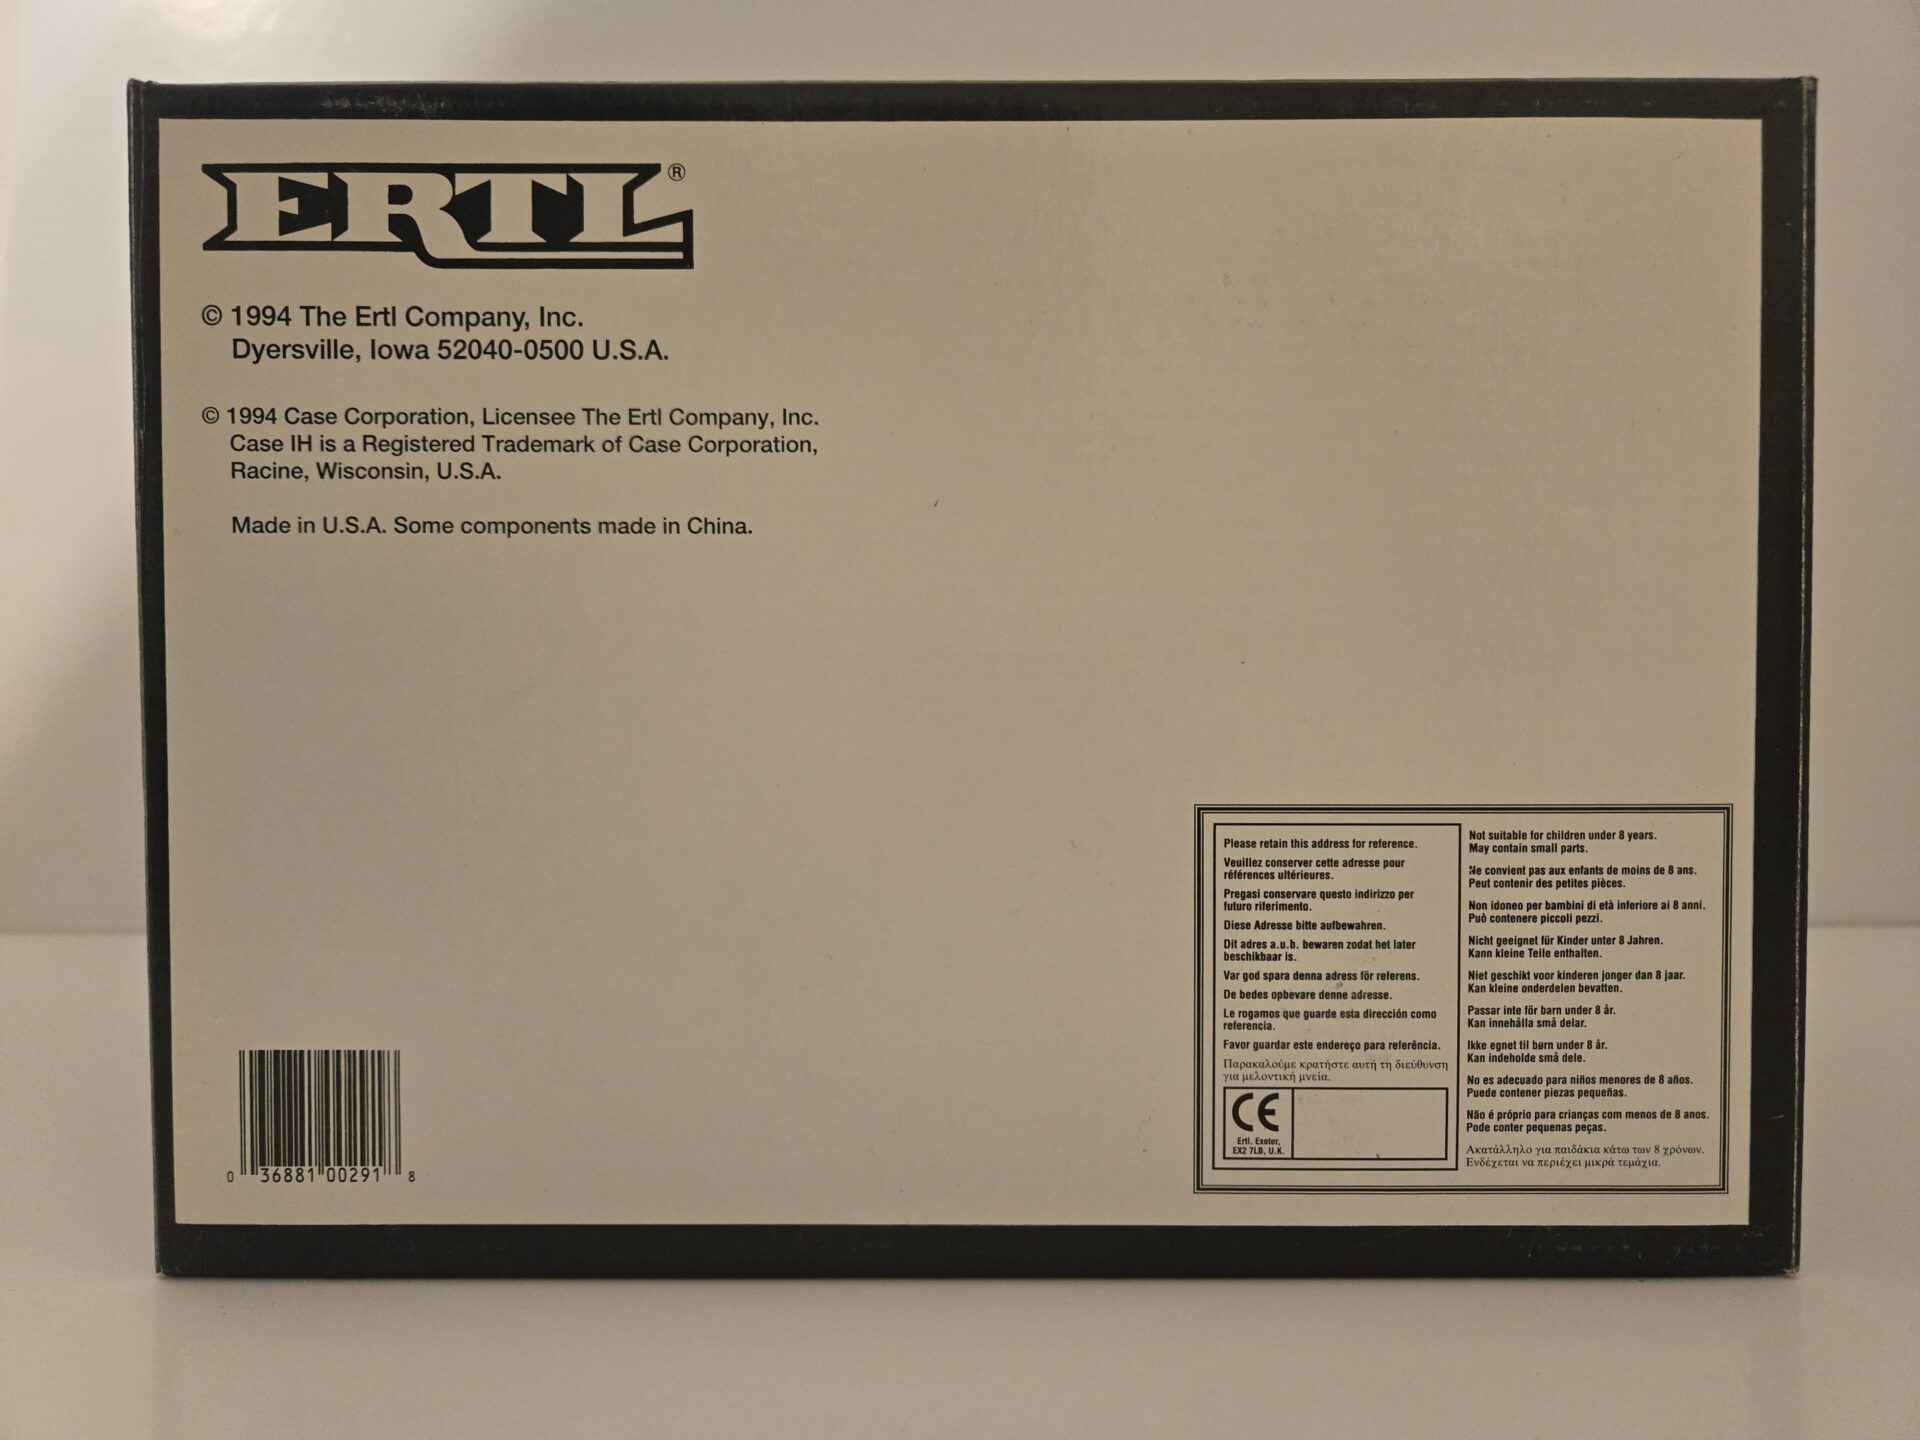 ERTL®
© 1994 The Ertl Company, Inc.
Dyersville, Iowa 52040-0500 U.S.A.
© 1994 Case Corporation, Licensee The Ertl Company, Inc.
Case IH is a Registered Trademark of Case Corporation,
Racine, Wisconsin, U.S.A.
Made in U.S.A. Some components made in China.
0 36881 00291 8
Please retain this address for reference.
Veuillez conserver cette adresse pour
références ultérieures.
Pregasi conservare questo indirizzo per
futuro riferimento.
Diese Adresse bitte aufbewahren.
Dit adres a.u.b. bewaren zodat het later
beschikbaar is.
Var god spara denna adress för referens.
De bedes opbevare denne adresse.
Le rogamos que guarde esta dirección como
referencia.
Favor guardar este endereço para referência.
Παρακαλούμε κρατήστε αυτή τη διεύθυνση
για μελοντική μνεία.
CE
Ertl. Exeter,
EX2 7LB, U.K.
Not suitable for children under 8 years.
May contain small parts.
Ne convient pas aux enfants de moins de 8 ans.
Peut contenir des petites pièces.
Non idoneo per bambini di età inferiore ai 8 anni.
Può contenere piccoli pezzi.
Nicht geeignet für Kinder unter 8 Jahren.
Kann kleine Teile enthalten.
Niet geschikt voor kinderen jonger dan 8 jaar.
Kan kleine onderdelen bevatten.
Passar inte för barn under 8 år.
Kan innehålla små delar.
Ikke egnet til børn under 8 år.
Kan indeholde små dele.
No es adecuado para niños menores de 8 años.
Puede contener piezas pequeñas.
Não é próprio para crianças com menos de 8 anos.
Pode conter pequenas peças.
Ακατάλληλο για παιδάκια κάτω των 8 χρόνων.
Ενδέχεται να περιέχει μικρά τεμάχια.